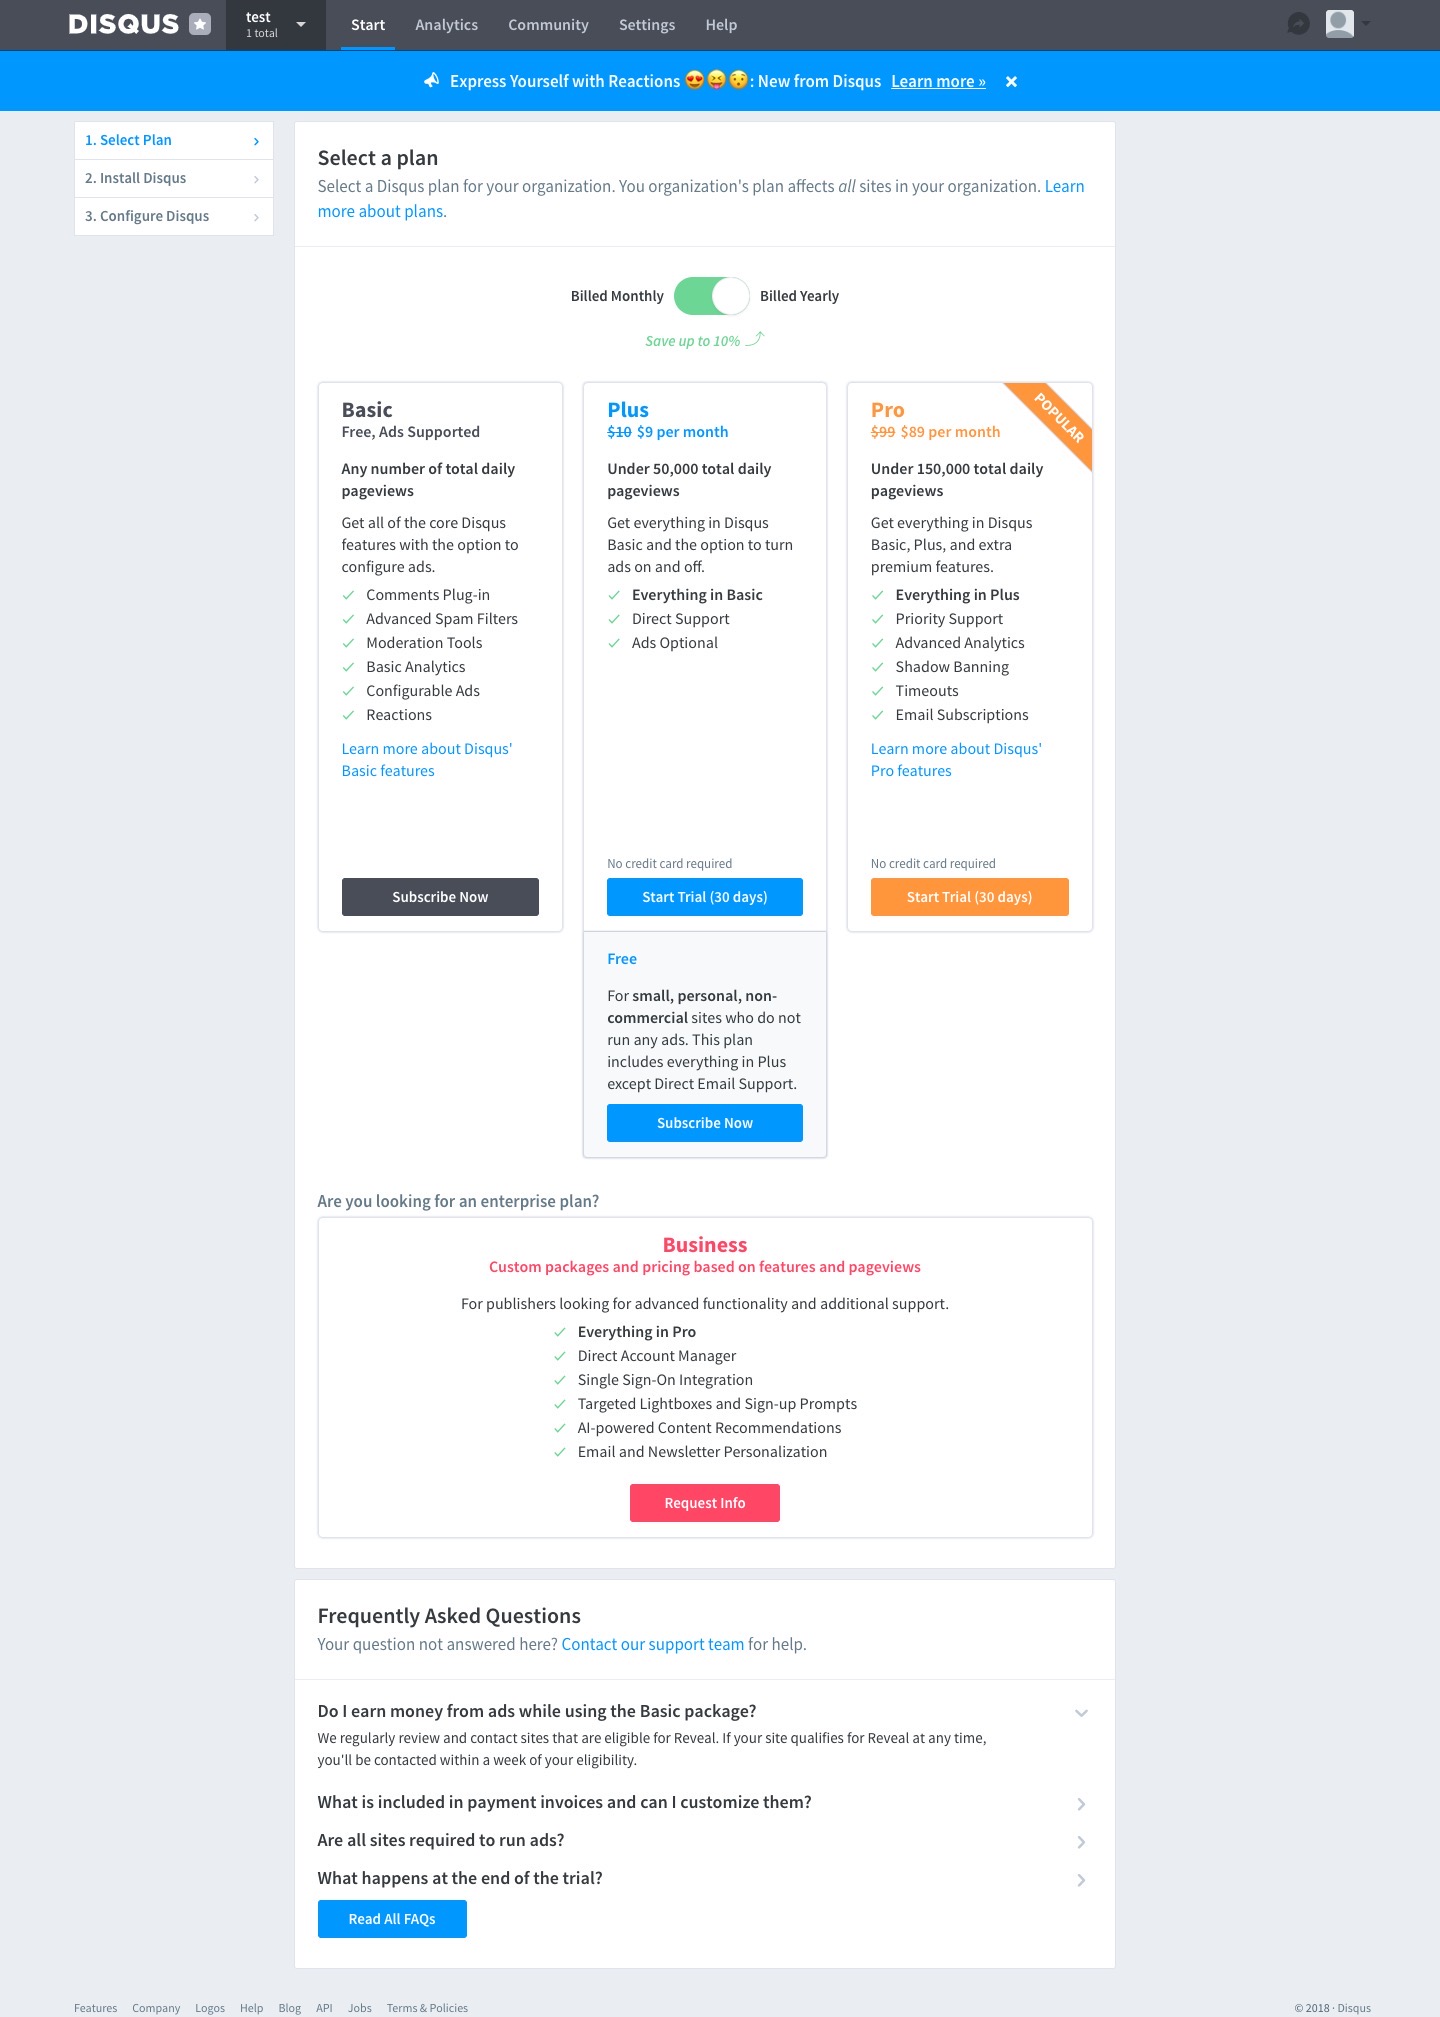 DISQUS
test
1 total
Start
Analytics
Community
Settings
Help
Express Yourself with Reactions 😍😝😯: New from Disqus Learn more »
1. Select Plan
2. Install Disqus
3. Configure Disqus
Select a plan
Select a Disqus plan for your organization. You organization's plan affects all sites in your organization. Learn
more about plans.
Billed Monthly
Billed Yearly
Save up to 10%
Basic
Free, Ads Supported
Any number of total daily
pageviews
Get all of the core Disqus
features with the option to
configure ads.
Comments Plug-in
Advanced Spam Filters
Moderation Tools
Basic Analytics
Configurable Ads
Reactions
Learn more about Disqus'
Basic features
Subscribe Now
Plus
$10 $9 per month
Under 50,000 total daily
pageviews
Get everything in Disqus
Basic and the option to turn
ads on and off.
Everything in Basic
Direct Support
Ads Optional
No credit card required
Start Trial (30 days)
Free
For small, personal, non-
commercial sites who do not
run any ads. This plan
includes everything in Plus
except Direct Email Support.
Subscribe Now
POPULAR
Pro
$99 $89 per month
Under 150,000 total daily
pageviews
Get everything in Disqus
Basic, Plus, and extra
premium features.
Everything in Plus
Priority Support
Advanced Analytics
Shadow Banning
Timeouts
Email Subscriptions
Learn more about Disqus'
Pro features
No credit card required
Start Trial (30 days)
Are you looking for an enterprise plan?
Business
Custom packages and pricing based on features and pageviews
For publishers looking for advanced functionality and additional support.
Everything in Pro
Direct Account Manager
Single Sign-On Integration
Targeted Lightboxes and Sign-up Prompts
AI-powered Content Recommendations
Email and Newsletter Personalization
Request Info
Frequently Asked Questions
Your question not answered here? Contact our support team for help.
Do I earn money from ads while using the Basic package?
We regularly review and contact sites that are eligible for Reveal. If your site qualifies for Reveal at any time,
you'll be contacted within a week of your eligibility.
What is included in payment invoices and can I customize them?
Are all sites required to run ads?
What happens at the end of the trial?
Read All FAQs
Features
Company
Logos
Help
Blog
API
Jobs
Terms & Policies
© 2018 · Disqus